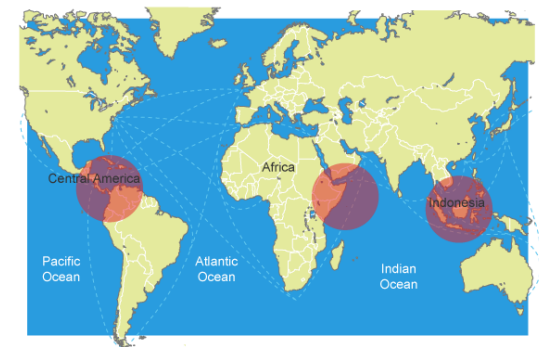 Africa
Central America
Indonesia
Pacific
Ocean
Atlantic
Ocean
Indian
Ocean